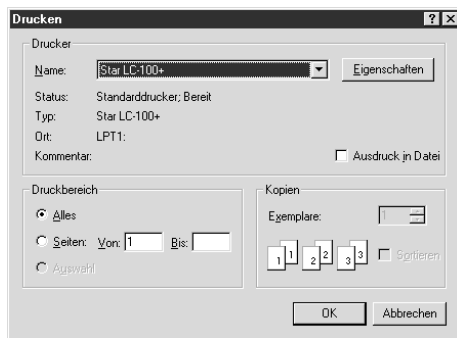 Drucken
Drucker
Name: Star LC-100+ Eigenschaften
Status: Standarddrucker; Bereit
Typ: Star LC-100+
Ort: LPT1:
Kommentar: Ausdruck in Datei
Druckbereich
Alles
Seiten: Von: 1 Bis:
Auswahl
Kopien
Exemplare: 1
1 1 2 2 3 3 Sortieren
OK Abbrechen